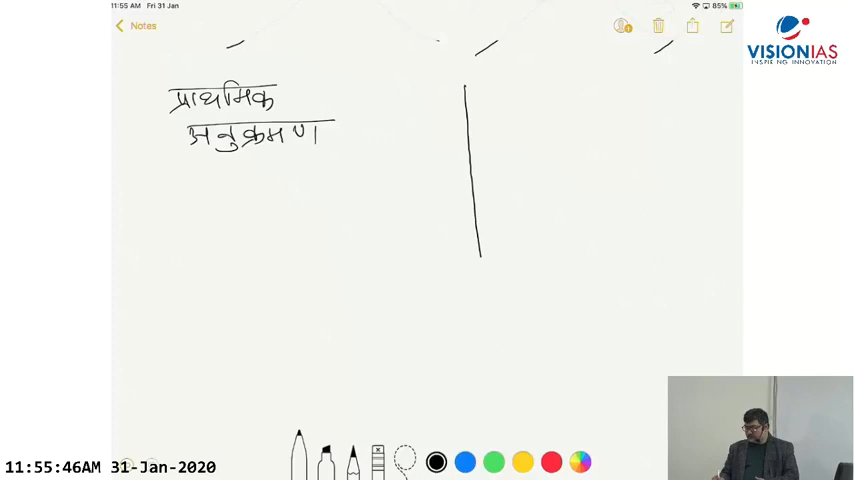 11:55 AM Fri 31 Jan
85%
Notes
VISIONIAS
INSPIRING INNOVATION
प्राथमिक
अनुक्रमण
11:55:46AM 31-Jan-2020